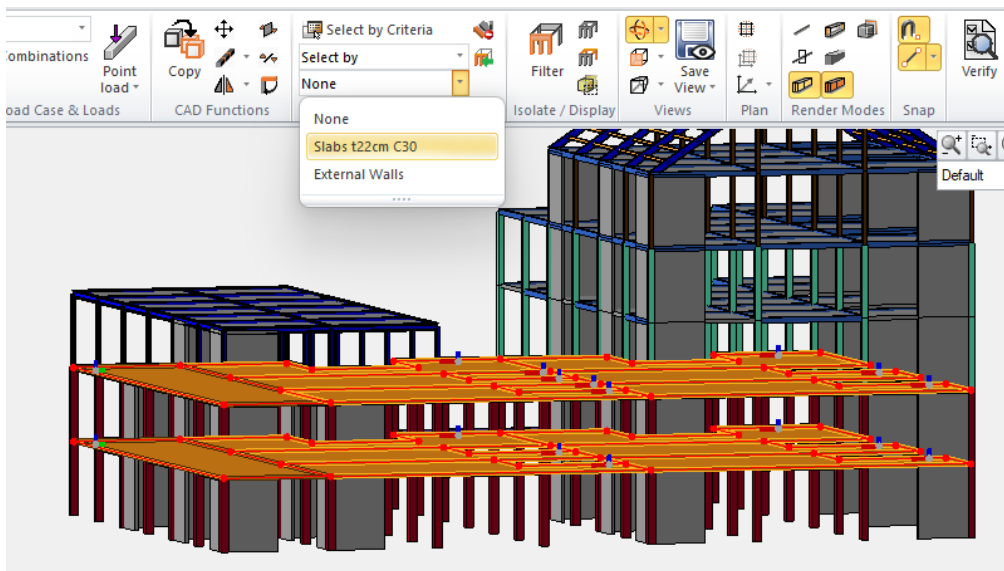 Combinations
Point
load
oad Case & Loads
Copy
CAD Functions
Select by Criteria
Select by
None
None
Slabs t22cm C30
External Walls
Filter
Isolate / Display
Save
View
Views
Plan
Render Modes
Snap
Verify
Default